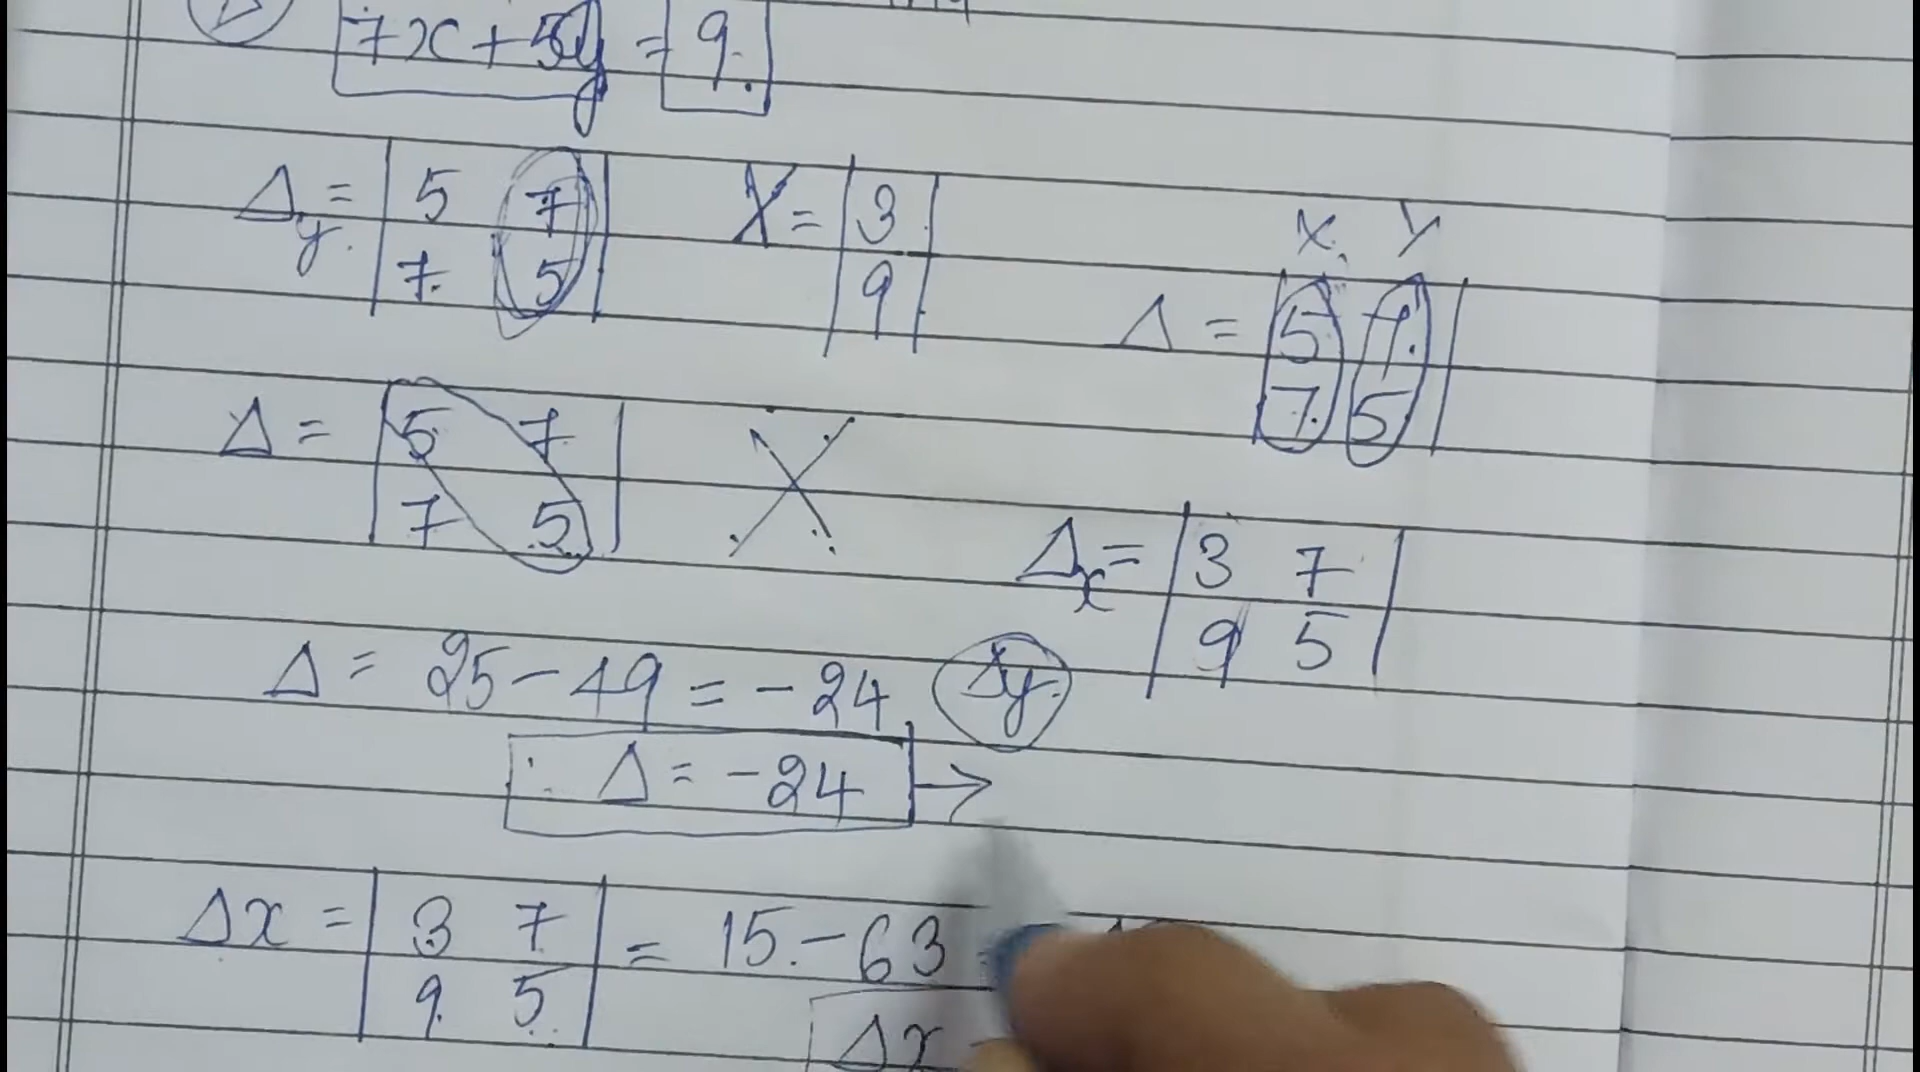 7x + 5y = 9.
Δy = | 5 7 | X = | 3 |
| 7. 5 | | 9 |
X. Y
Δ = | 5 7. |
| 7. 5 |
Δ = | 5 7 |
| 7 5 |
Δx = | 3 7 |
| 9 5 |
Δ = 25 - 49 = -24. Δy.
∴ Δ = -24 →
Δx = | 3 7 | = 15 - 63
| 9 5 |
Δx